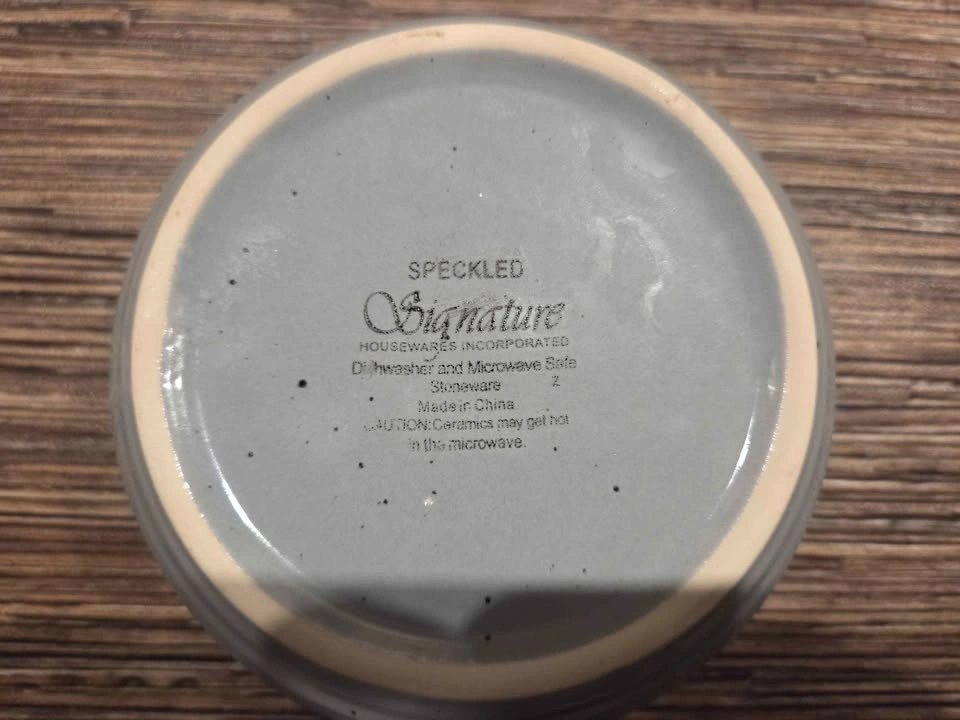 SPECKLED
Signature
HOUSEWARES INCORPORATED
Dishwasher and Microwave Safe
Stoneware 2
Made in China
CAUTION: Ceramics may get hot
in the microwave.